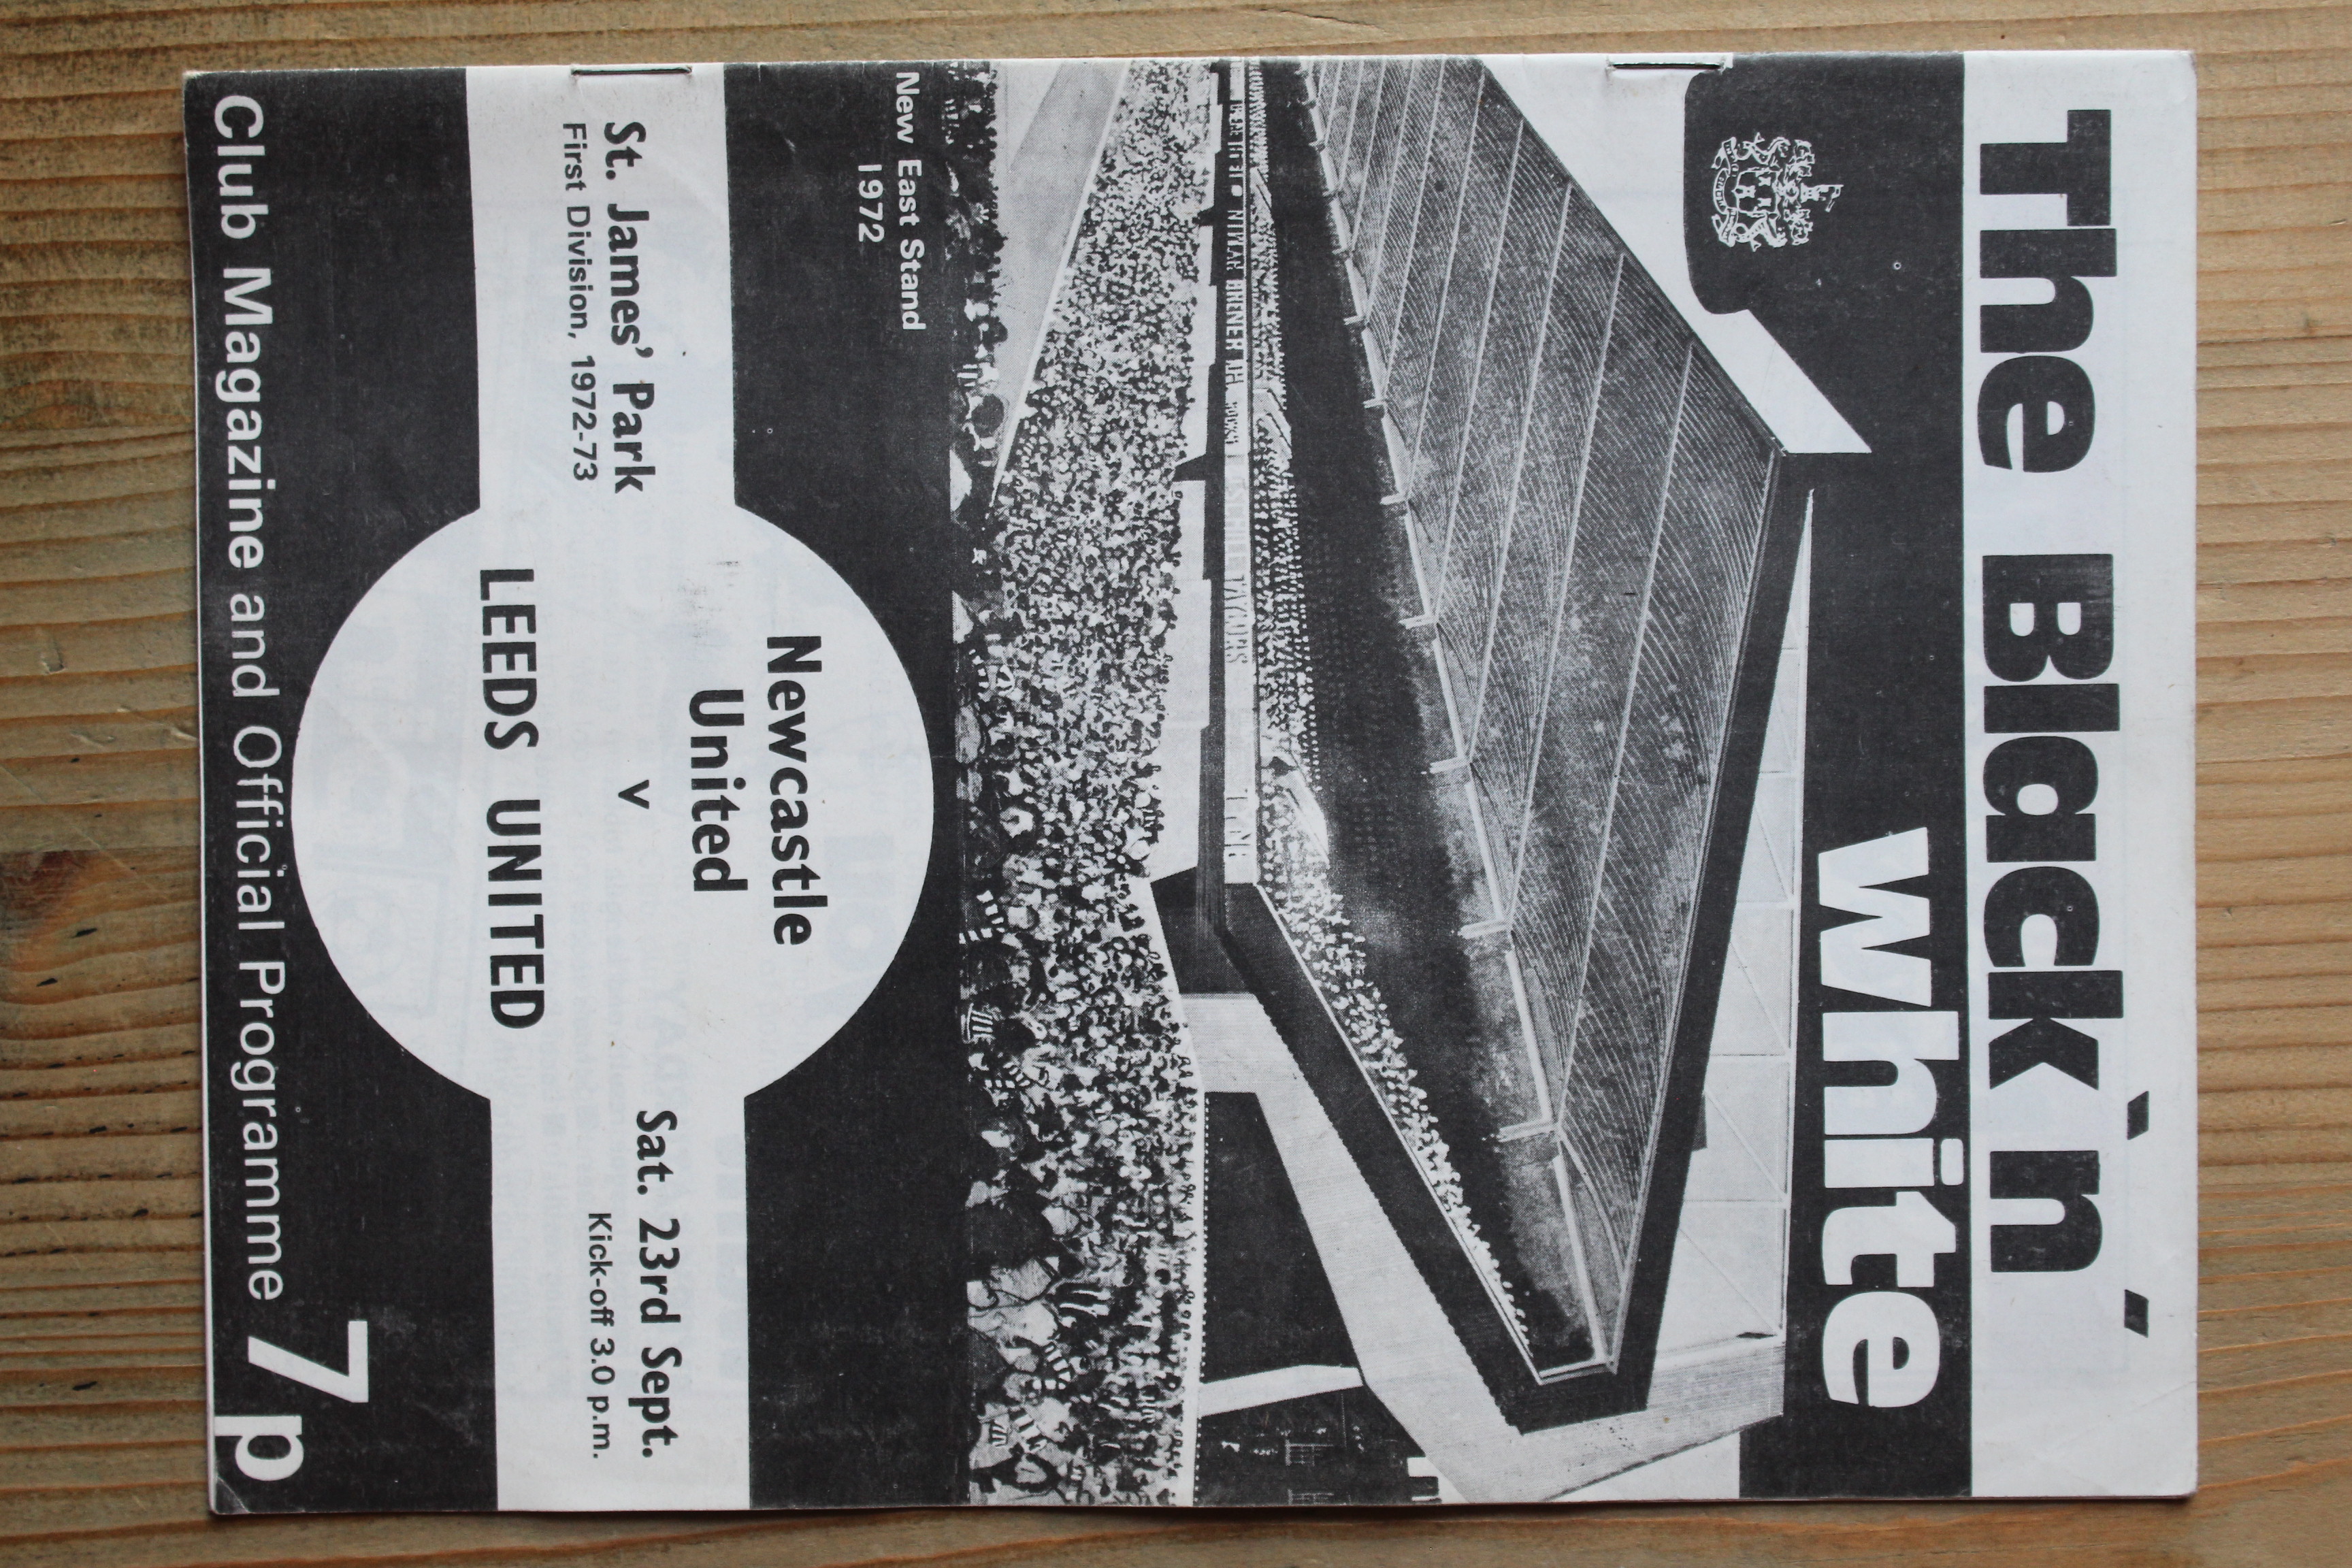 The Black 'n'
white
New East Stand
1972
Newcastle
United
v
LEEDS UNITED
St. James' Park
First Division, 1972-73
Sat. 23rd Sept.
Kick-off 3.0 p.m.
Club Magazine and Official Programme 7p